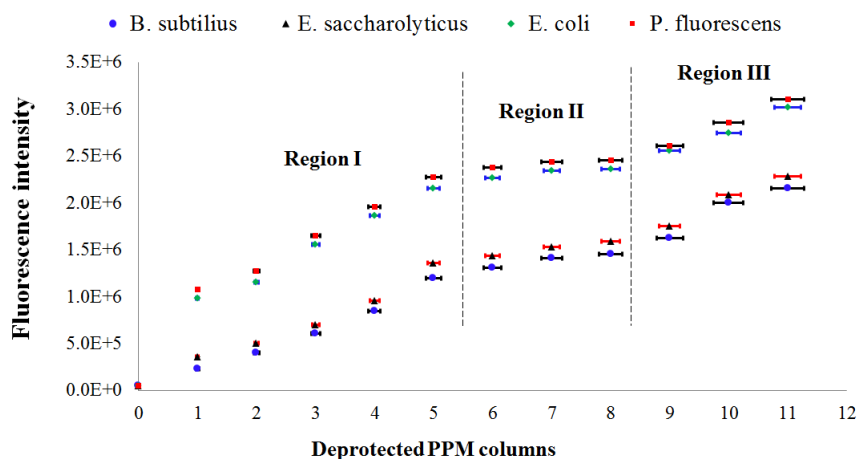 B. subtilius E. saccharolyticus E. coli P. fluorescens
3.5E+6
3.0E+6
2.5E+6
2.0E+6
1.5E+6
1.0E+6
5.0E+5
0.0E+0
Fluorescence intensity
Region I
Region II
Region III
0 1 2 3 4 5 6 7 8 9 10 11 12
Deprotected PPM columns